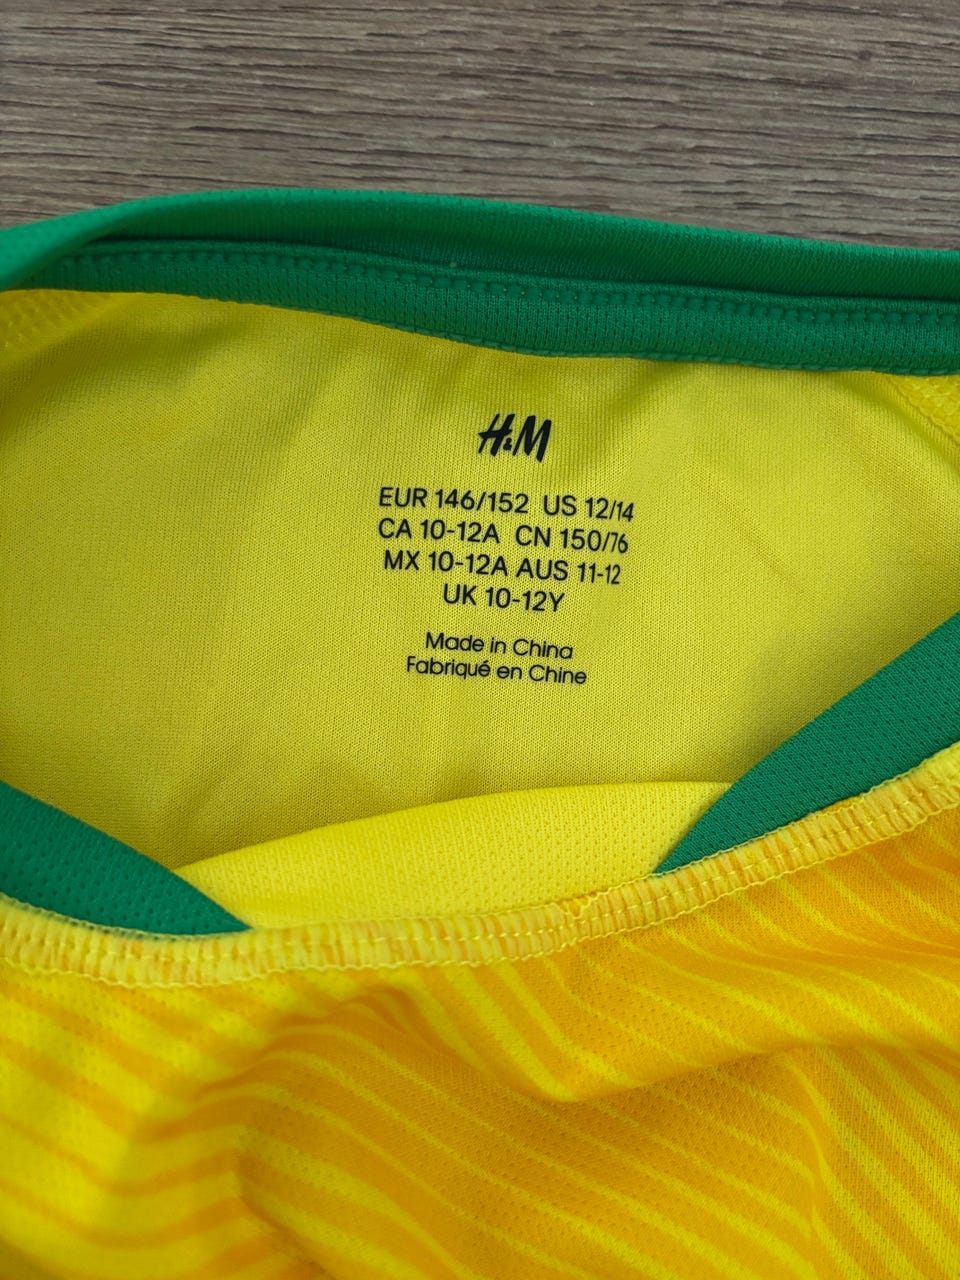 H&M
EUR 146/152 US 12/14
CA 10-12A CN 150/76
MX 10-12A AUS 11-12
UK 10-12Y
Made in China
Fabriqué en Chine